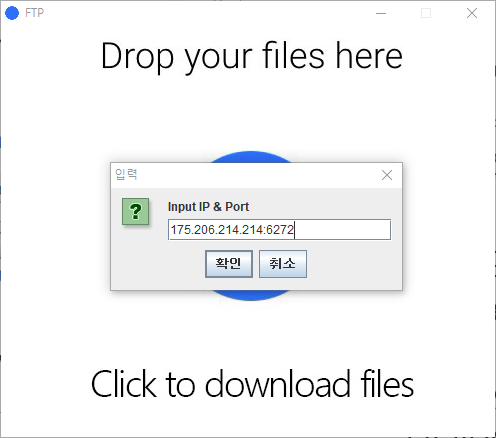 FTP
Drop your files here
입력
?
Input IP & Port
175.206.214.214:6272
확인 취소
Click to download files